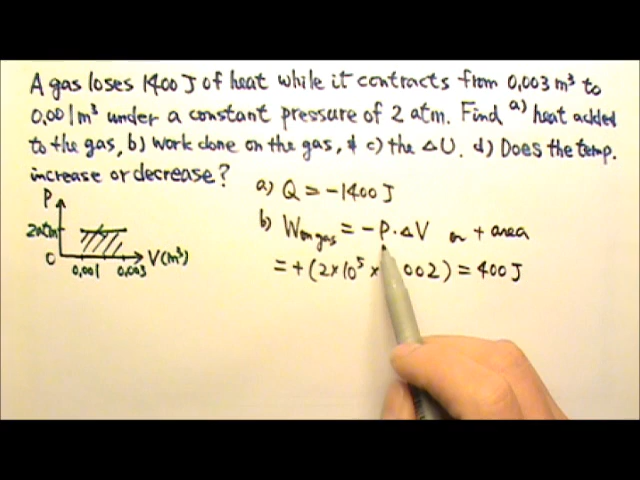 A gas loses 1400 J of heat while it contracts from 0.003 m³ to
0.001 m³ under a constant pressure of 2 atm. Find a) heat added
to the gas, b) work done on the gas, & c) the ΔU. d) Does the temp.
increase or decrease?
a) Q = -1400 J
P
b) W on gas = -P·ΔV or + area
2atm
0
0.001 0.003 V(m³)
= +(2×10⁵ × 002) = 400 J